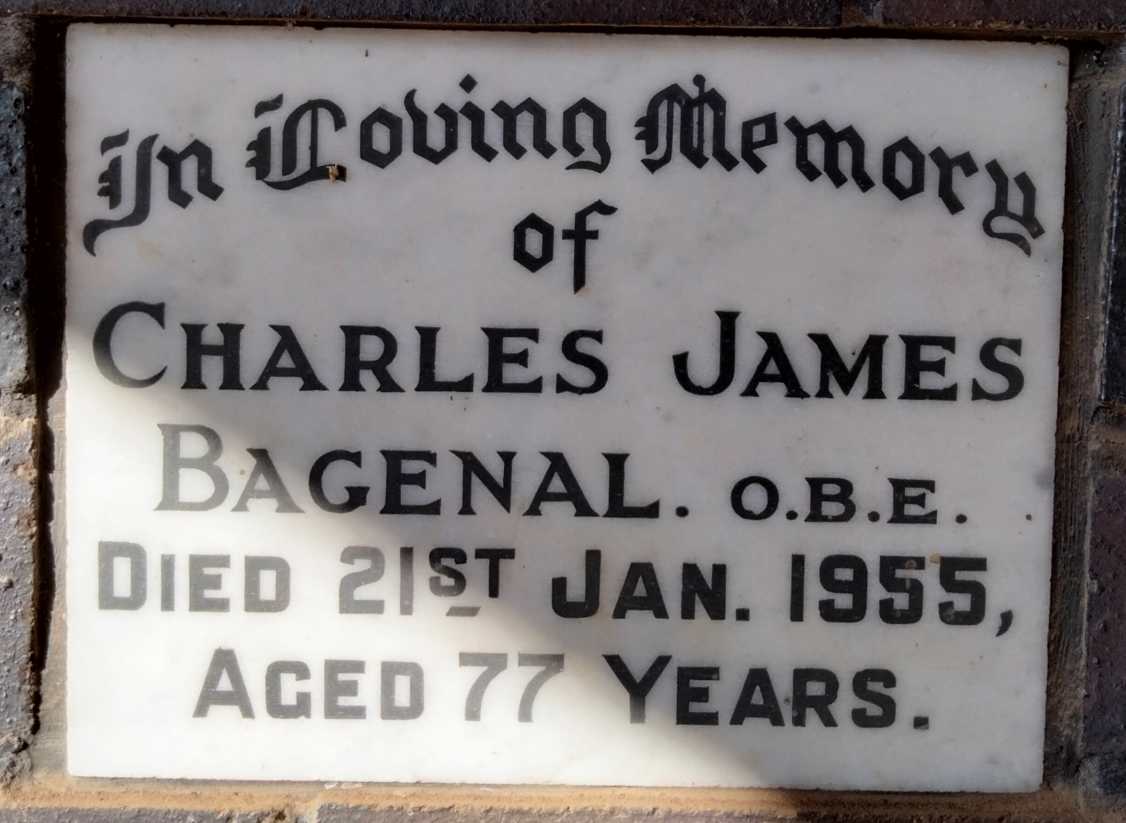 In Loving Memory
of
CHARLES JAMES
BAGENAL. O.B.E.
DIED 21ST JAN. 1955,
AGED 77 YEARS.